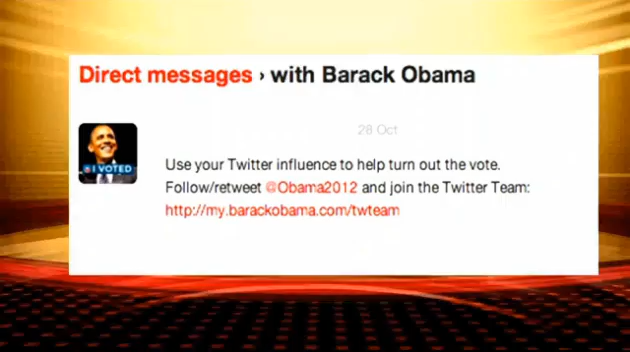 Direct messages › with Barack Obama
28 Oct
I VOTED
Use your Twitter influence to help turn out the vote.
Follow/retweet @Obama2012 and join the Twitter Team:
http://my.barackobama.com/twteam